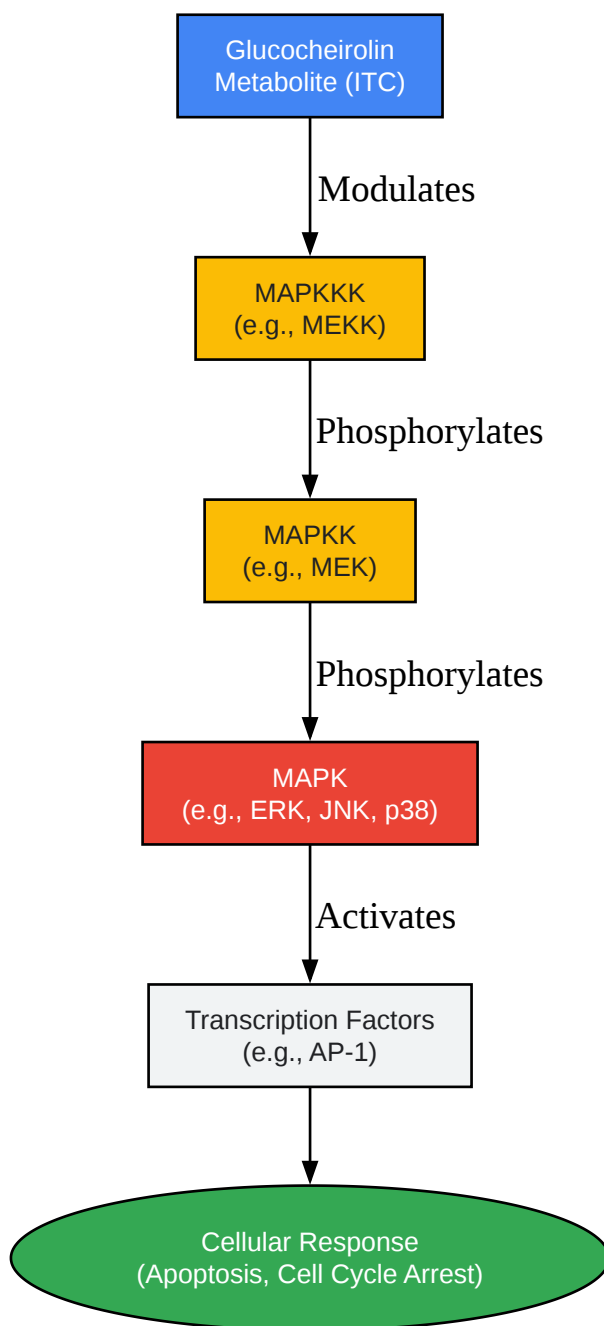 Glucocheirolin
Metabolite (ITC)
Modulates
MAPKKK
(e.g., MEKK)
Phosphorylates
MAPKK
(e.g., MEK)
Phosphorylates
MAPK
(e.g., ERK, JNK, p38)
Activates
Transcription Factors
(e.g., AP-1)
Cellular Response
(Apoptosis, Cell Cycle Arrest)